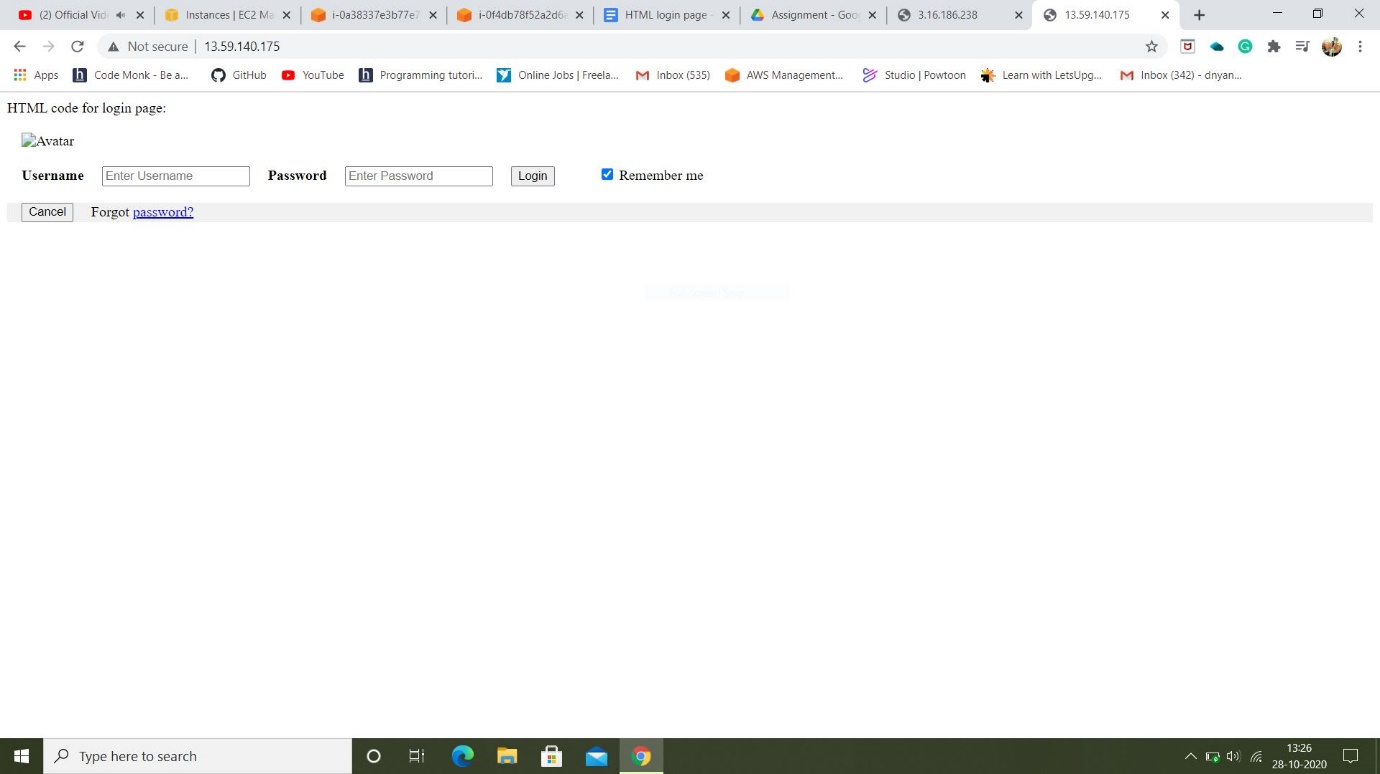 (2) Official Vid
Instances | EC2 Ma
i-0a38337e3b77e7
i-0f4db78f52a2d6a
HTML login page -
Assignment - Goo
3.16.186.238
13.59.140.175
Not secure | 13.59.140.175
Apps
Code Monk - Be a...
GitHub
YouTube
Programming tutori...
Online Jobs | Freela...
Inbox (535)
AWS Management...
Studio | Powtoon
Learn with LetsUpg...
Inbox (342) - dnyan...
HTML code for login page:
Avatar
Username Enter Username Password Enter Password Login Remember me
Cancel Forgot password?
Type here to search
13:26
28-10-2020